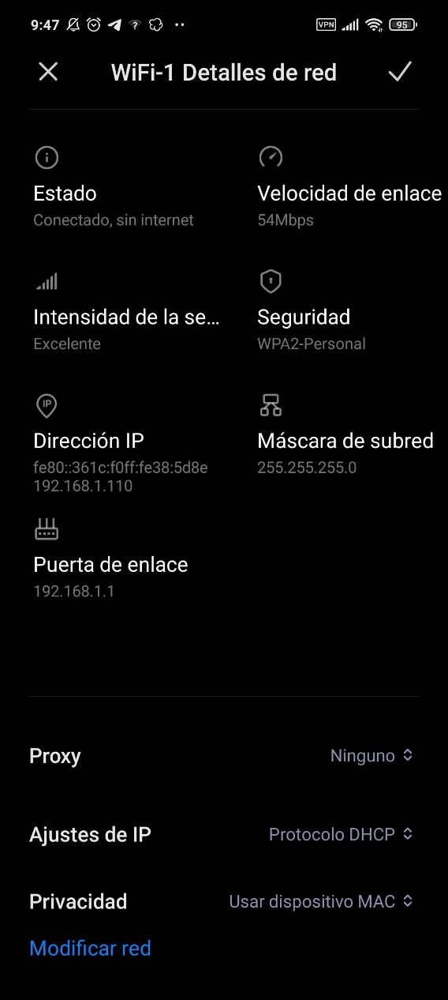 9:47
VPN
95
WiFi-1 Detalles de red
Estado
Conectado, sin internet
Velocidad de enlace
54Mbps
Intensidad de la se...
Excelente
Seguridad
WPA2-Personal
IP
Dirección IP
fe80::361c:f0ff:fe38:5d8e
192.168.1.110
Máscara de subred
255.255.255.0
Puerta de enlace
192.168.1.1
Proxy
Ninguno
Ajustes de IP
Protocolo DHCP
Privacidad
Usar dispositivo MAC
Modificar red